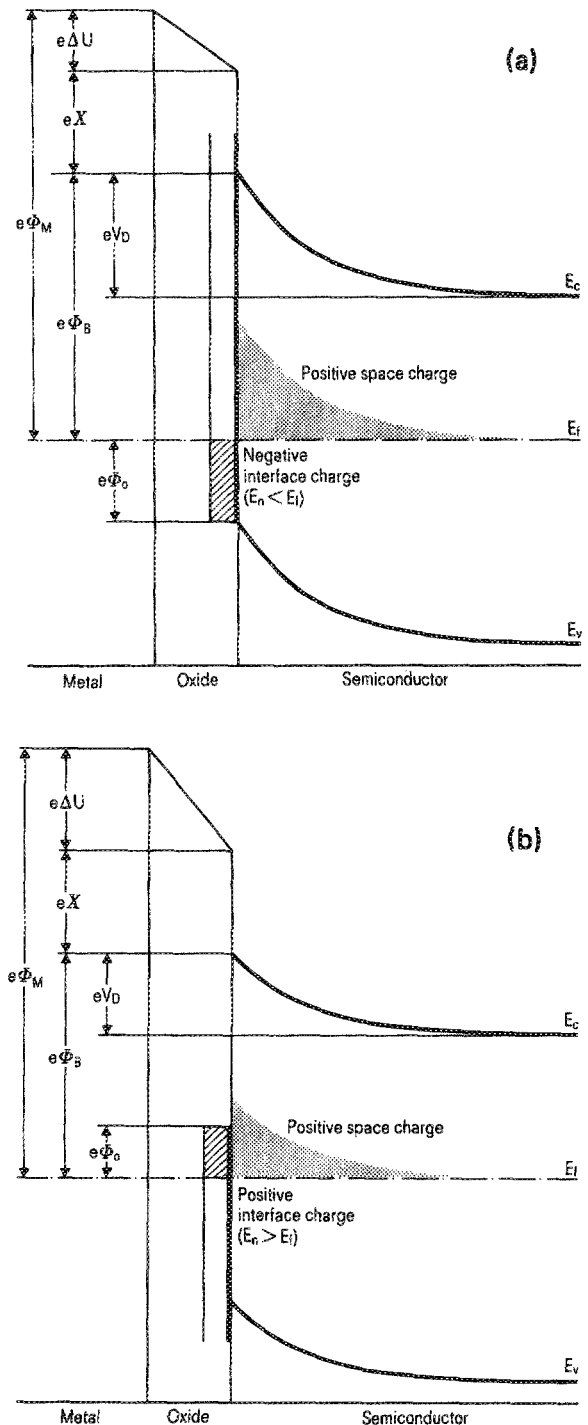 (a)
eΔU
eX
eΦM
eVD
eΦB
Ec
Positive space charge
Ef
Negative
interface charge
(En < Ef)
eΦo
Ev
Metal
Oxide
Semiconductor
(b)
eΔU
eX
eΦM
eVD
eΦB
Ec
Positive space charge
eΦo
Ef
Positive
interface charge
(En > Ef)
Ev
Metal
Oxide
Semiconductor